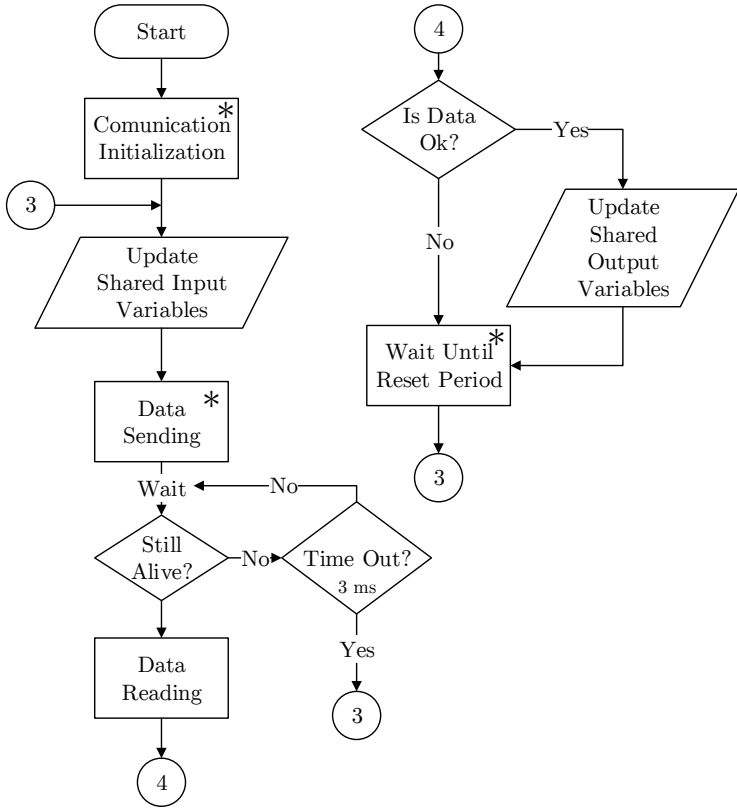 Start
*
Comunication
Initialization
3
Update
Shared Input
Variables
*
Data
Sending
Wait
No
Still
Alive?
No
Time Out?
3 ms
Yes
3
Data
Reading
4
4
Is Data
Ok?
Yes
No
Update
Shared
Output
Variables
*
Wait Until
Reset Period
3